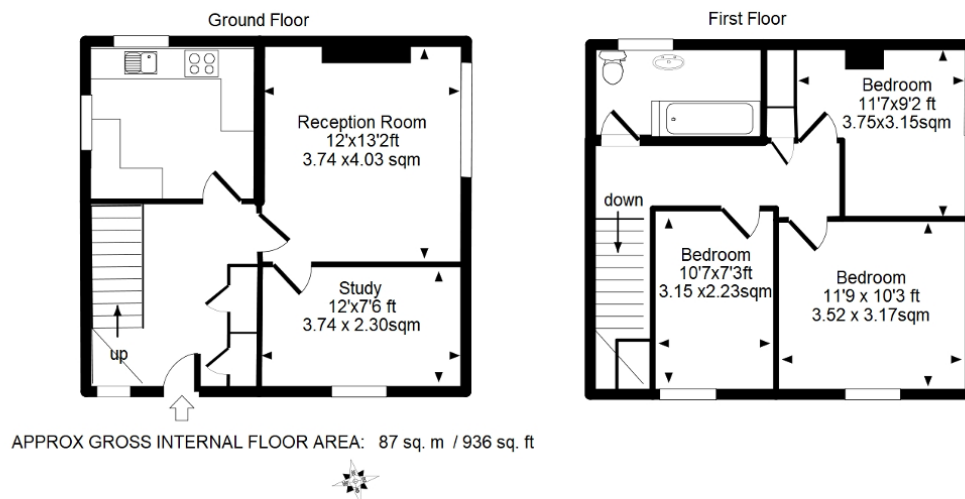 Ground Floor
First Floor
Reception Room
12'x13'2ft
3.74 x4.03 sqm
Study
12'x7'6 ft
3.74 x 2.30sqm
up
Bedroom
11'7x9'2 ft
3.75x3.15sqm
down
Bedroom
10'7x7'3ft
3.15 x2.23sqm
Bedroom
11'9 x 10'3 ft
3.52 x 3.17sqm
APPROX GROSS INTERNAL FLOOR AREA: 87 sq. m / 936 sq. ft